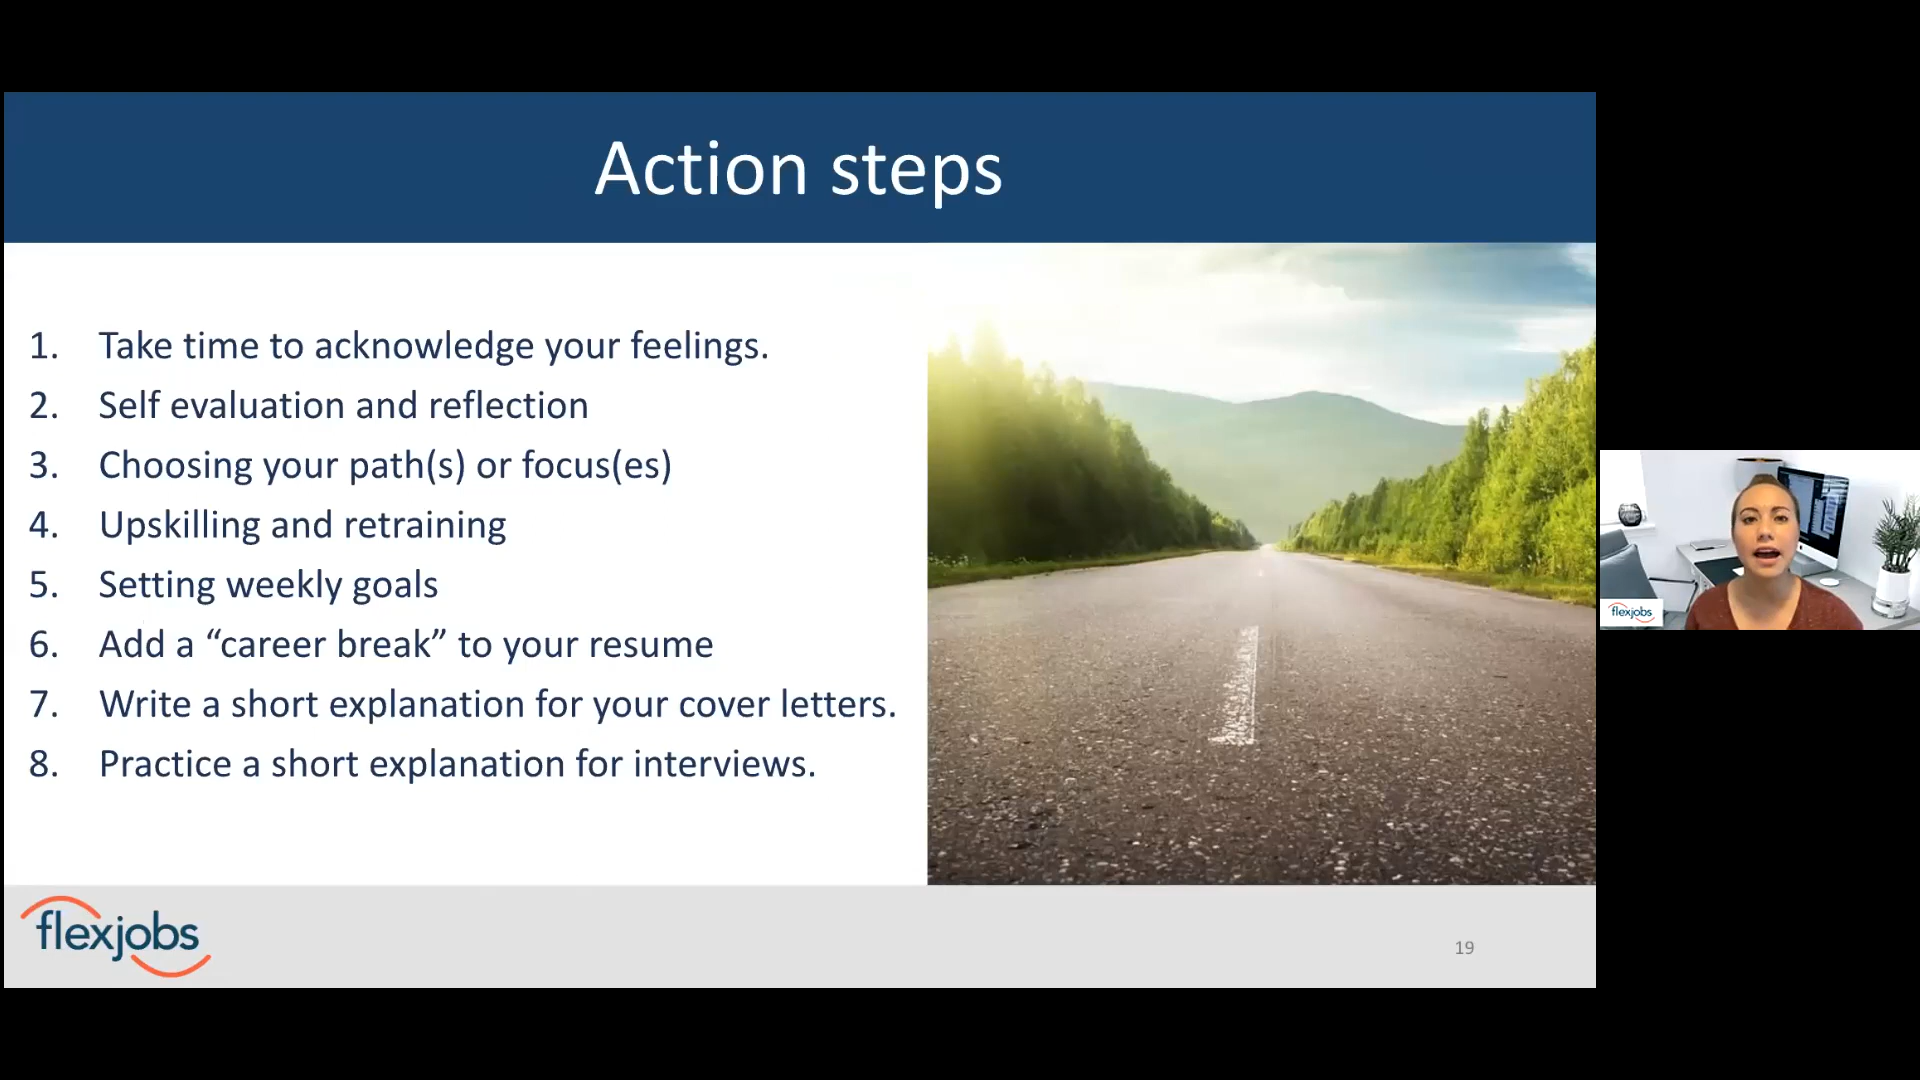 Action steps
1. Take time to acknowledge your feelings.
2. Self evaluation and reflection
3. Choosing your path(s) or focus(es)
4. Upskilling and retraining
5. Setting weekly goals
6. Add a “career break” to your resume
7. Write a short explanation for your cover letters.
8. Practice a short explanation for interviews.
flexjobs
flexjobs
19